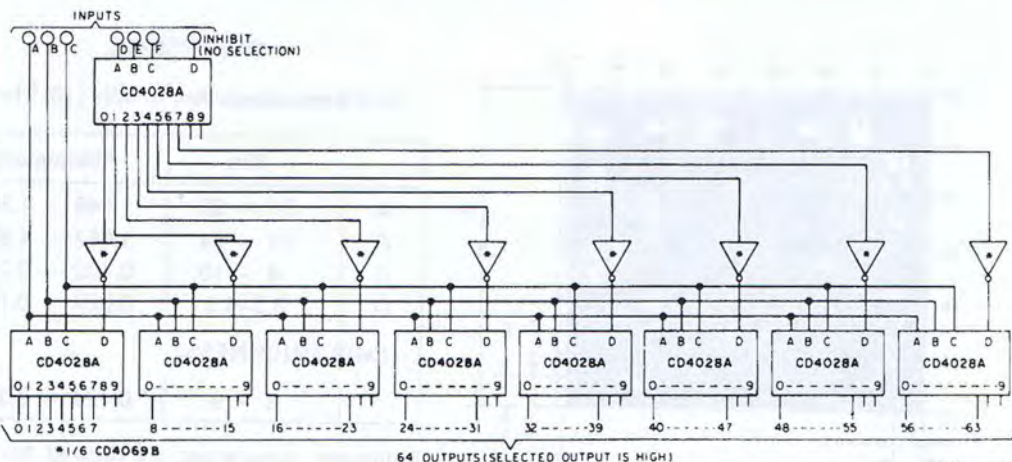 INPUTS
A B C D E F INHIBIT
(NO SELECTION)
A B C D
CD4028A
0 1 2 3 4 5 6 7 8 9
* * * * * * * *
A B C D A B C D A B C D A B C D A B C D A B C D A B C D A B C D
CD4028A CD4028A CD4028A CD4028A CD4028A CD4028A CD4028A CD4028A
0 1 2 3 4 5 6 7 8 9 0-------9 0-------9 0-------9 0-------9 0-------9 0-------9 0-------9
0 1 2 3 4 5 6 7 8-------15 16-------23 24-------31 32-------39 40-------47 48-------55 56-------63
*1/6 CD4069B
64 OUTPUTS (SELECTED OUTPUT IS HIGH)